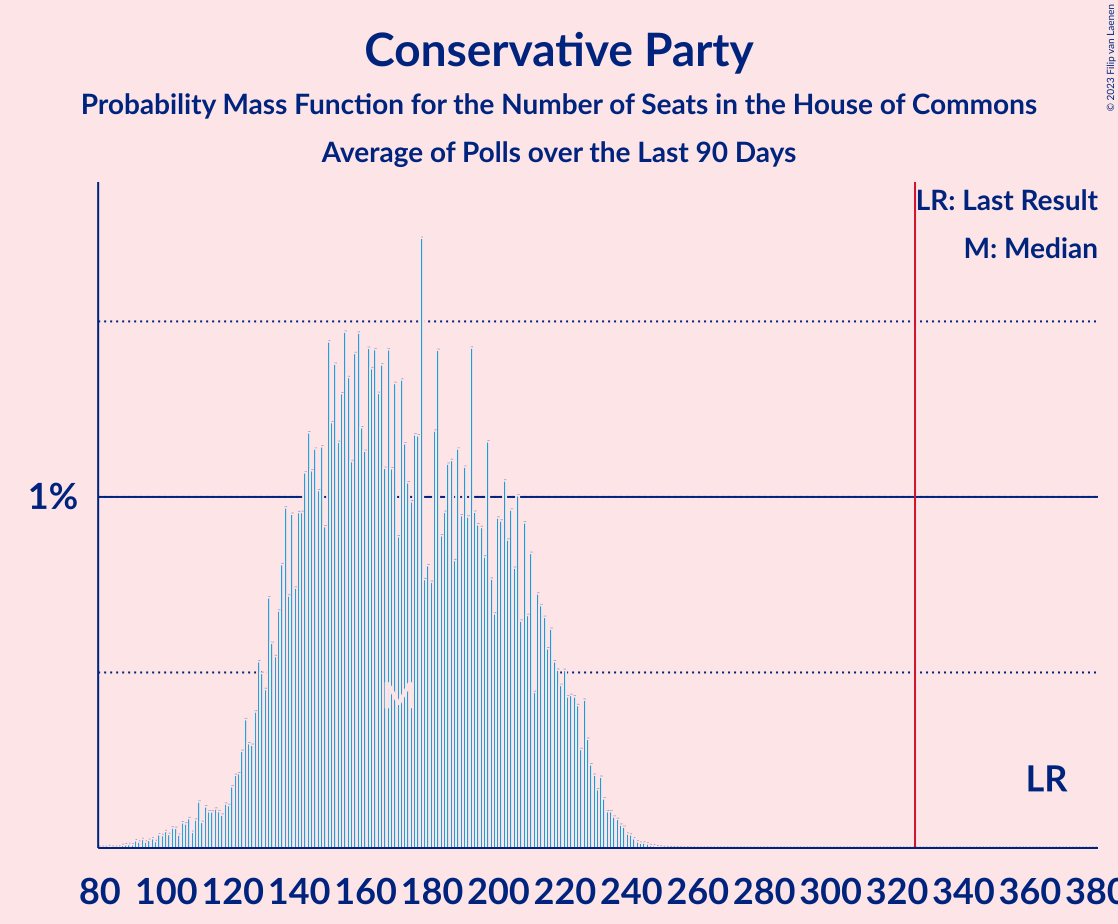 Conservative Party
Probability Mass Function for the Number of Seats in the House of Commons
Average of Polls over the Last 90 Days
© 2023 Filip van Laenen
LR: Last Result
M: Median
1%
M
LR
80 100 120 140 160 180 200 220 240 260 280 300 320 340 360 380